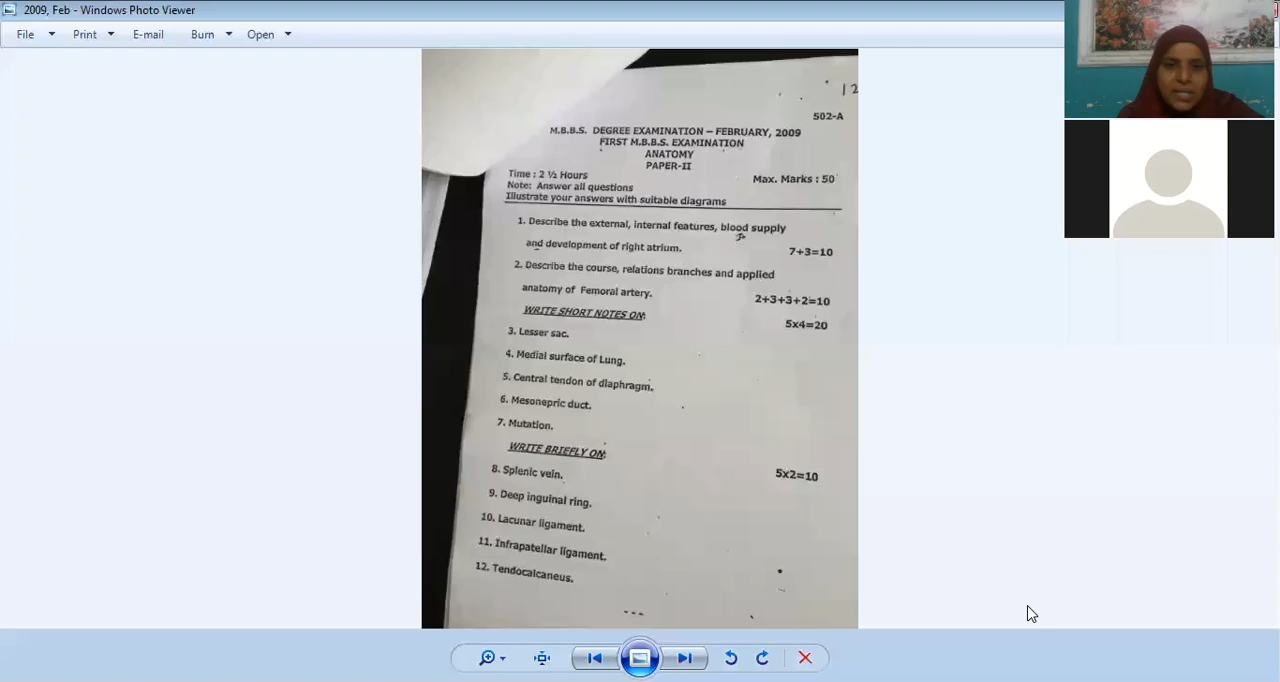 2009, Feb - Windows Photo Viewer
File Print E-mail Burn Open
12
502-A
M.B.B.S. DEGREE EXAMINATION – FEBRUARY, 2009
FIRST M.B.B.S. EXAMINATION
ANATOMY
PAPER-II
Time : 2 ½ Hours Max. Marks : 50
Note: Answer all questions
Illustrate your answers with suitable diagrams
1. Describe the external, internal features, blood supply
and development of right atrium. 7+3=10
2. Describe the course, relations branches and applied
anatomy of Femoral artery. 2+3+3+2=10
WRITE SHORT NOTES ON: 5x4=20
3. Lesser sac.
4. Medial surface of Lung.
5. Central tendon of diaphragm.
6. Mesonepric duct.
7. Mutation.
WRITE BRIEFLY ON: 5x2=10
8. Splenic vein.
9. Deep inguinal ring.
10. Lacunar ligament.
11. Infrapatellar ligament.
12. Tendocalcaneus.
---